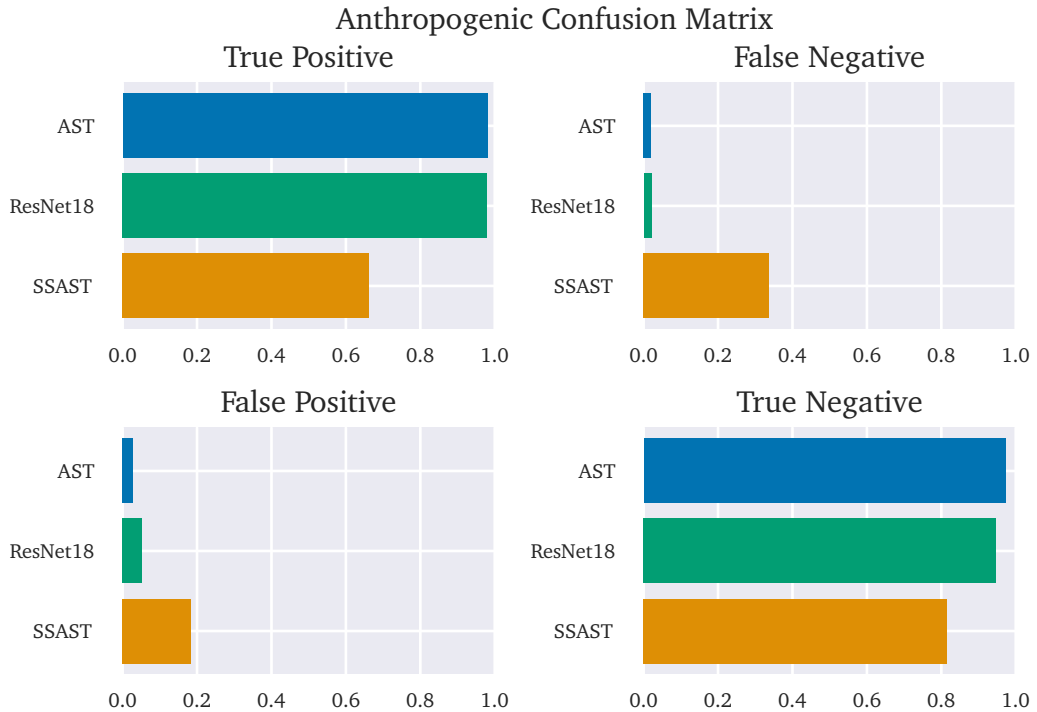 Anthropogenic Confusion Matrix
True Positive
AST
ResNet18
SSAST
0.0 0.2 0.4 0.6 0.8 1.0
False Negative
AST
ResNet18
SSAST
0.0 0.2 0.4 0.6 0.8 1.0
False Positive
AST
ResNet18
SSAST
0.0 0.2 0.4 0.6 0.8 1.0
True Negative
AST
ResNet18
SSAST
0.0 0.2 0.4 0.6 0.8 1.0